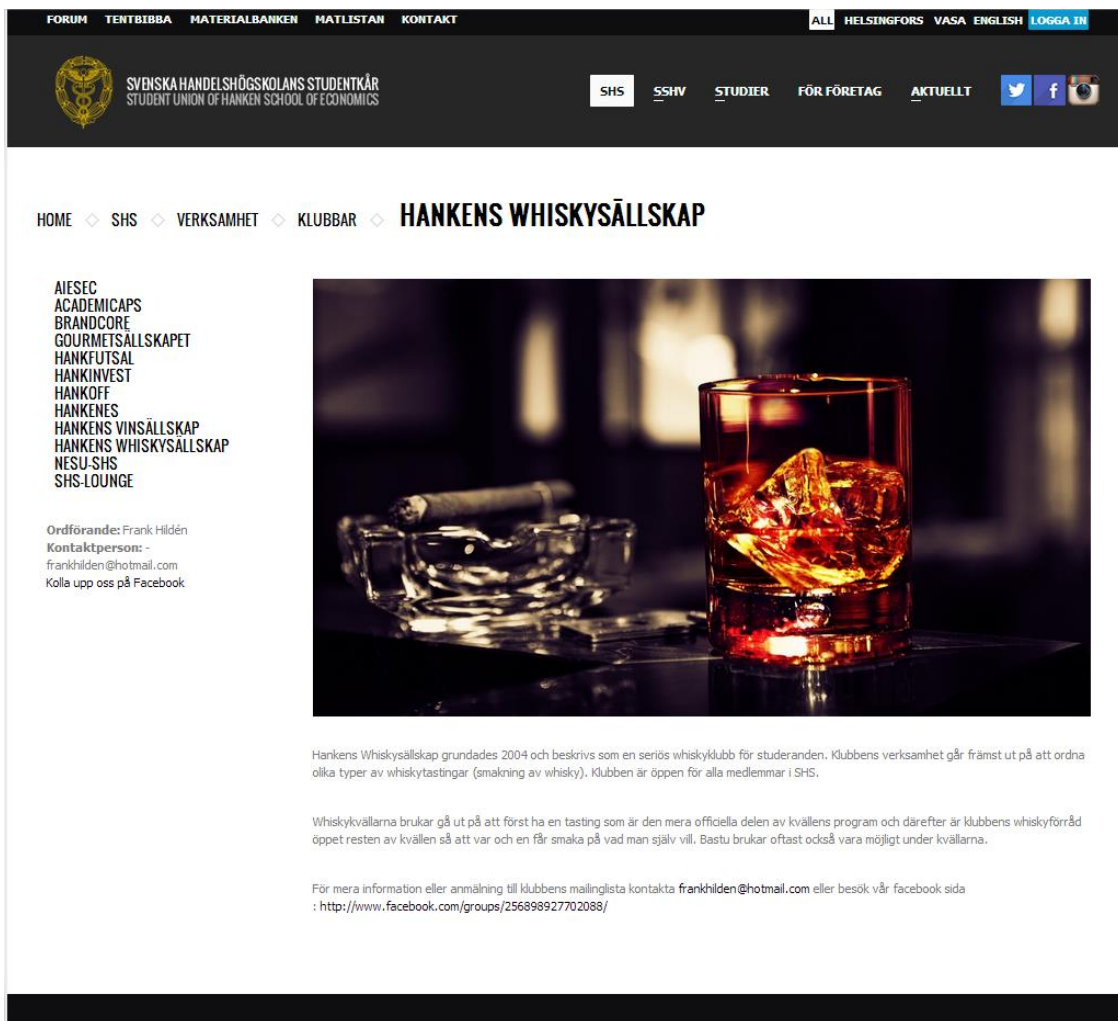 FORUM TENTBIBBA MATERIALBANKEN MATLISTAN KONTAKT
ALL HELSINGFORS VASA ENGLISH LOGGA IN
SVENSKA HANDELSHÖGSKOLANS STUDENTKÅR
STUDENT UNION OF HANKEN SCHOOL OF ECONOMICS
SHS SSHV STUDIER FÖR FÖRETAG AKTUELLT
HOME SHS VERKSAMHET KLUBBAR HANKENS WHISKYSÄLLSKAP
AIESEC
ACADEMICAPS
BRANDCORE
GOURMETSÄLLSKAPET
HANKFUTSAL
HANKINVEST
HANKOFF
HANKENES
HANKENS VINSÄLLSKAP
HANKENS WHISKYSÄLLSKAP
NESU-SHS
SHS-LOUNGE
Ordförande: Frank Hildén
Kontaktperson: -
frankhilden@hotmail.com
Kolla upp oss på Facebook
Hankens Whiskysällskap grundades 2004 och beskrivs som en seriös whiskyklubb för studeranden. Klubbens verksamhet går främst ut på att ordna
olika typer av whiskytastingar (smakning av whisky). Klubben är öppen för alla medlemmar i SHS.
Whiskykvällarna brukar gå ut på att först ha en tasting som är den mera officiella delen av kvällens program och därefter är klubbens whiskyförråd
öppet resten av kvällen så att var och en får smaka på vad man själv vill. Bastu brukar oftast också vara möjligt under kvällarna.
För mera information eller anmälning till klubbens mailinglista kontakta frankhilden@hotmail.com eller besök vår facebook sida
: http://www.facebook.com/groups/256898927702088/